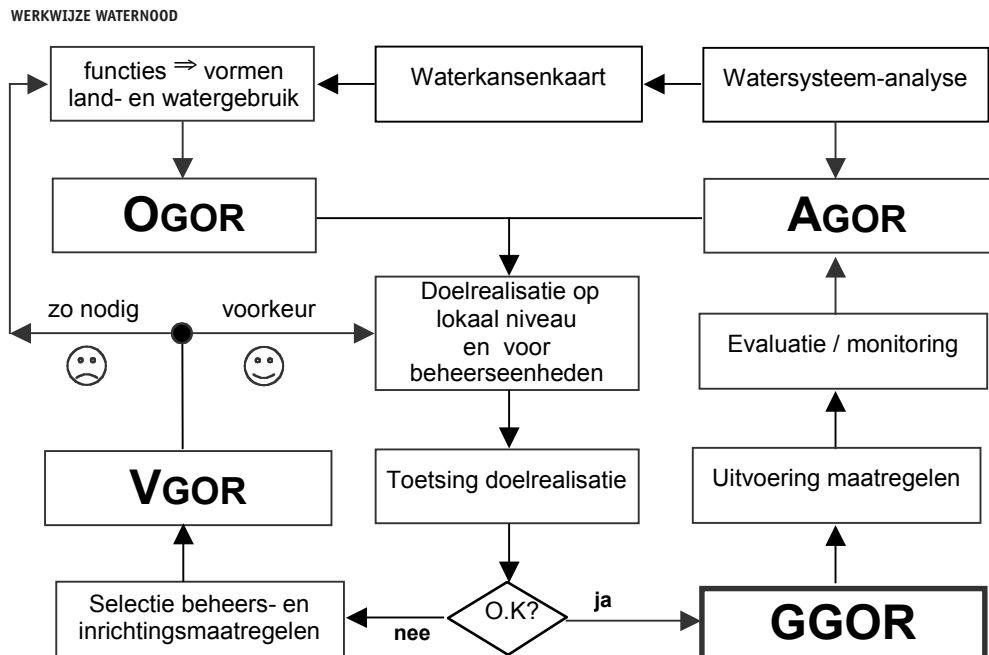 WERKWIJZE WATERNOOD
functies ⇒ vormen
land- en watergebruik
Waterkansenkaart
Watersysteem-analyse
OGOR
AGOR
zo nodig
voorkeur
Doelrealisatie op
lokaal niveau
en voor
beheerseenheden
Evaluatie / monitoring
VGOR
Toetsing doelrealisatie
Uitvoering maatregelen
Selectie beheers- en
inrichtingsmaatregelen
nee
O.K?
ja
GGOR